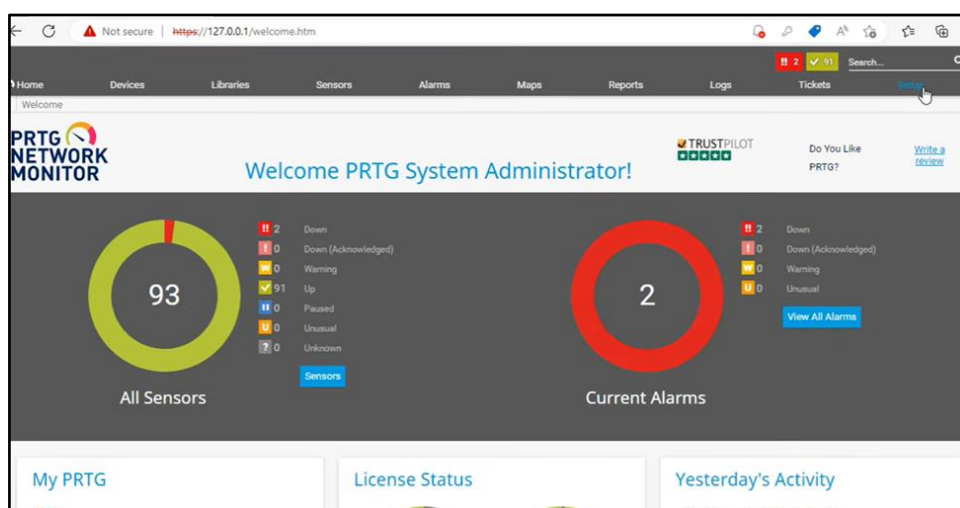 Not secure | https://127.0.0.1/welcome.htm
!! 2 ✓ 91 Search...
Home Devices Libraries Sensors Alarms Maps Reports Logs Tickets Setup
Welcome
PRTG
NETWORK
MONITOR
Welcome PRTG System Administrator!
TRUSTPILOT
Do You Like
PRTG?
Write a
review
93
!! 2 Down
! 0 Down (Acknowledged)
W 0 Warning
✓ 91 Up
II 0 Paused
U 0 Unusual
? 0 Unknown
Sensors
All Sensors
2
!! 2 Down
! 0 Down (Acknowledged)
W 0 Warning
U 0 Unusual
View All Alarms
Current Alarms
My PRTG
License Status
Yesterday's Activity